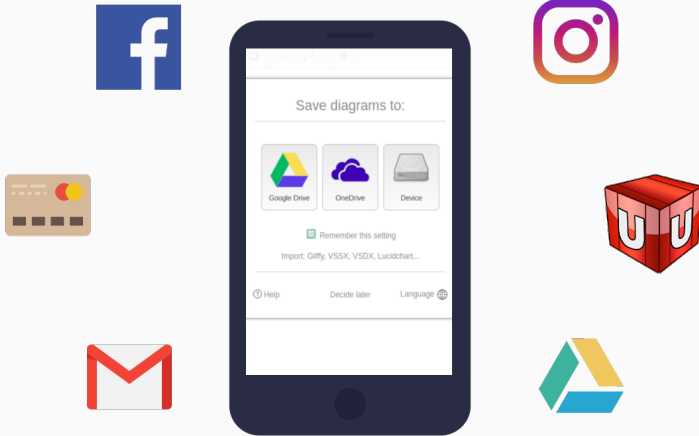 Save diagrams to:
Google Drive
OneDrive
Device
Remember this setting
Import: Gliffy, VSSX, VSDX, Lucidchart...
Help
Decide later
Language
U U